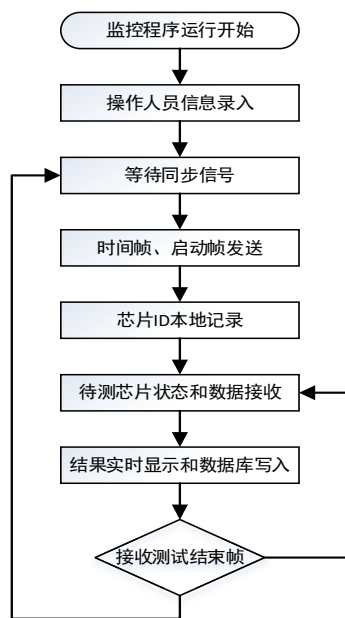 监控程序运行开始
操作人员信息录入
等待同步信号
时间帧、启动帧发送
芯片ID本地记录
待测芯片状态和数据接收
结果实时显示和数据库写入
接收测试结束帧